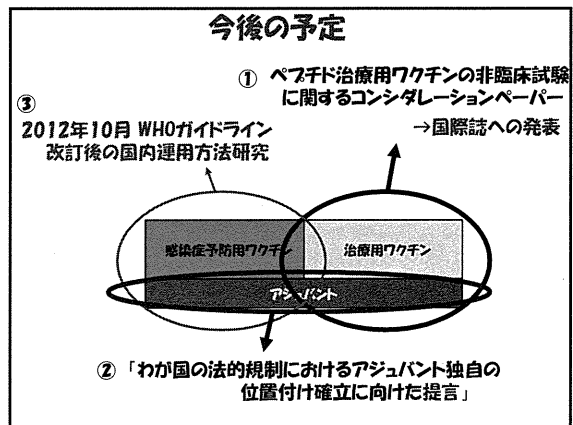 今後の予定
① ペプチド治療用ワクチンの非臨床試験
に関するコンシダレーションペーパー
→国際誌への発表
③
2012年10月 WHOガイドライン
改訂後の国内運用方法研究
感染症予防用ワクチン
治療用ワクチン
アジュバント
② 「わが国の法的規制におけるアジュバント独自の
位置付け確立に向けた提言」